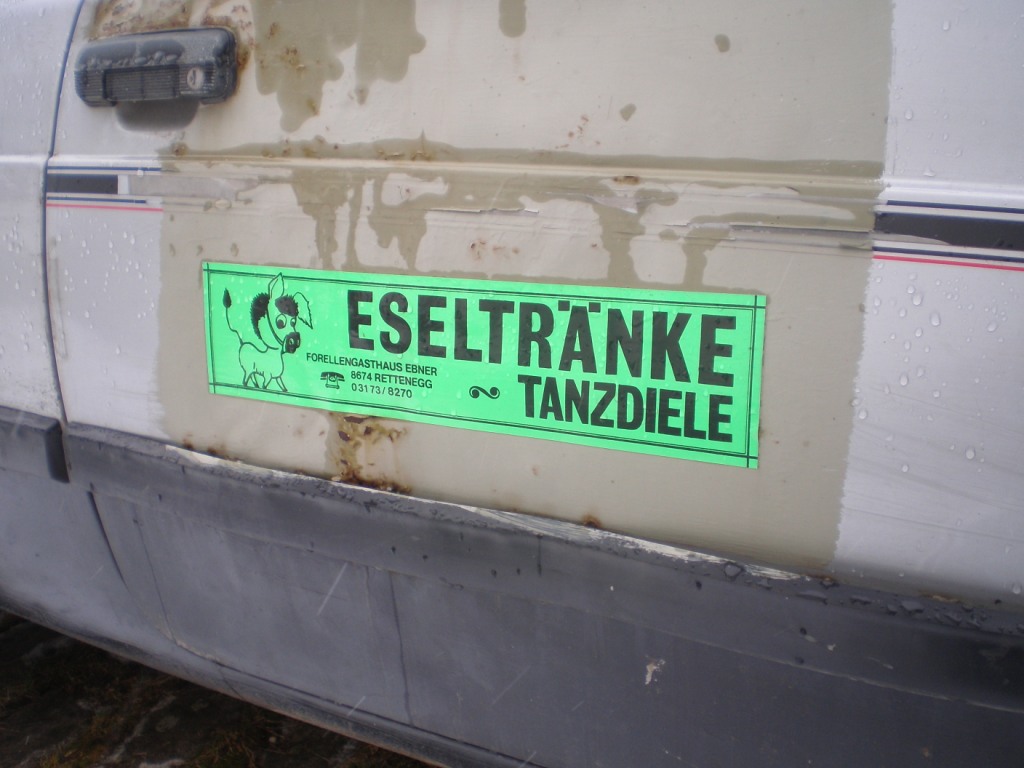 ESELTRÄNKE
FORELLENGASTHAUS EBNER
8674 RETTENEGG
03173/8270
TANZDIELE